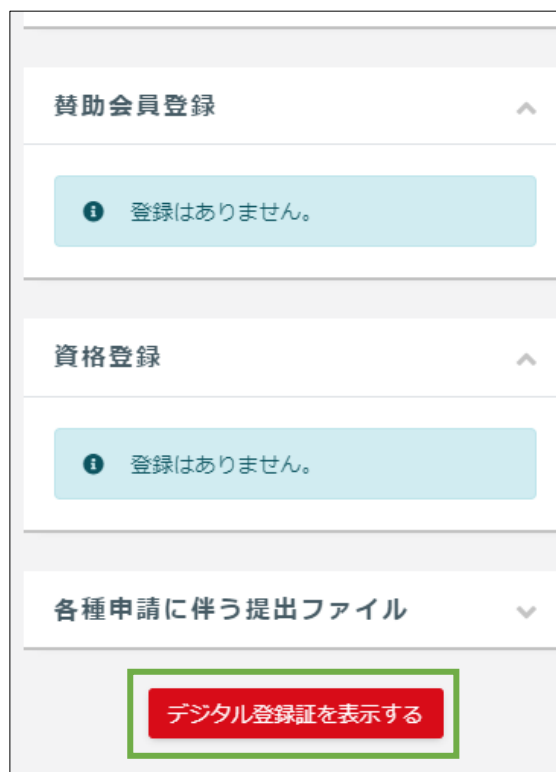 賛助会員登録
登録はありません。
資格登録
登録はありません。
各種申請に伴う提出ファイル
デジタル登録証を表示する